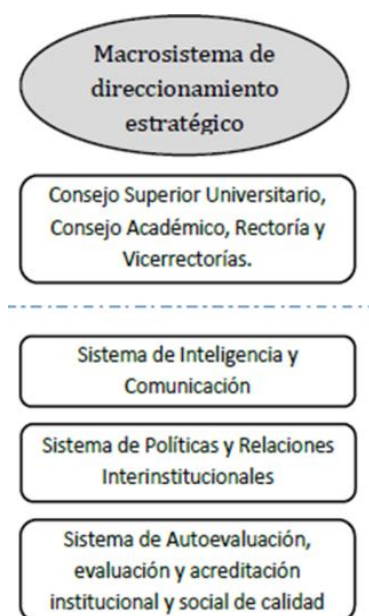 Macrosistema de
direccionamiento
estratégico
Consejo Superior Universitario,
Consejo Académico, Rectoría y
Vicerrectorías.
Sistema de Inteligencia y
Comunicación
Sistema de Políticas y Relaciones
Interinstitucionales
Sistema de Autoevaluación,
evaluación y acreditación
institucional y social de calidad